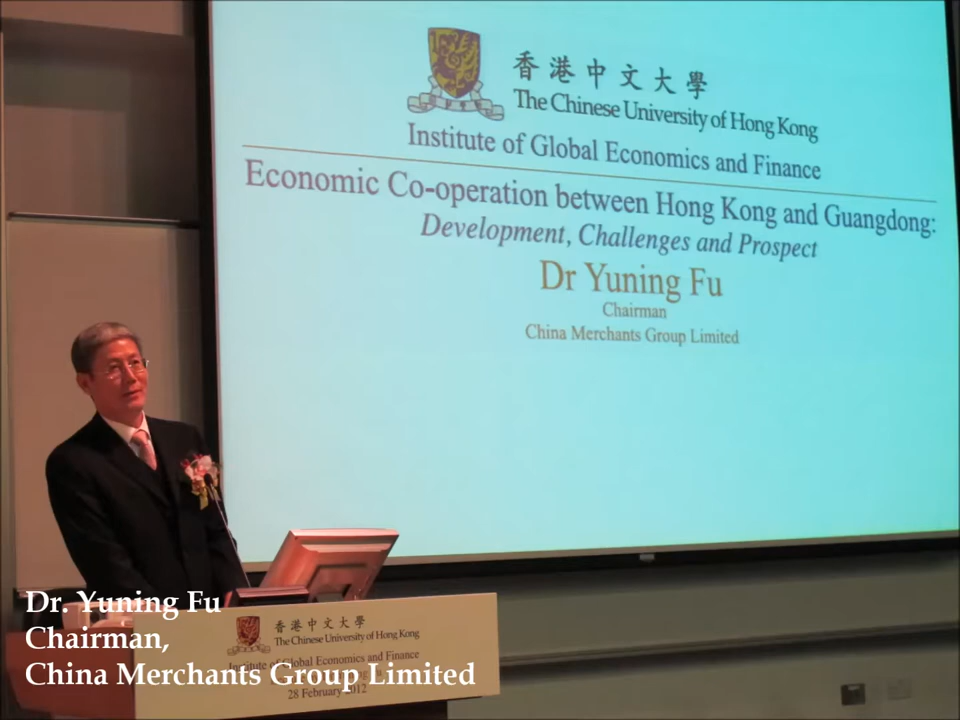 香港中文大學
The Chinese University of Hong Kong
Institute of Global Economics and Finance
Economic Co-operation between Hong Kong and Guangdong:
Development, Challenges and Prospect
Dr Yuning Fu
Chairman
China Merchants Group Limited
香港中文大學
The Chinese University of Hong Kong
Institute of Global Economics and Finance
28 February 2012
Dr. Yuning Fu
Chairman,
China Merchants Group Limited